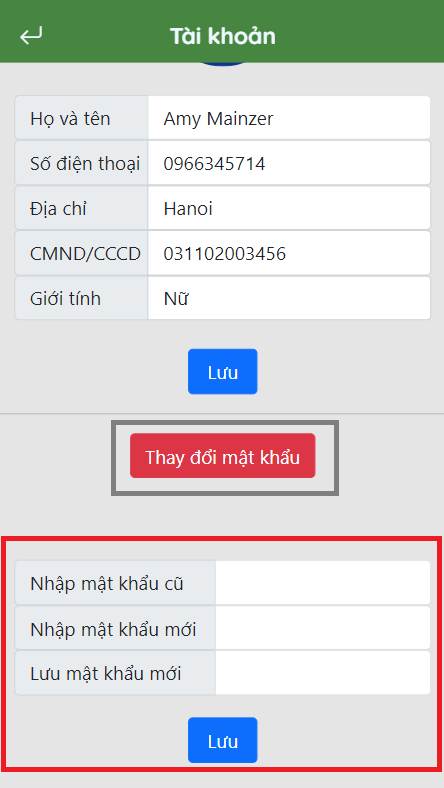 Tài khoản
Họ và tên Amy Mainzer
Số điện thoại 0966345714
Địa chỉ Hanoi
CMND/CCCD 031102003456
Giới tính Nữ
Lưu
Thay đổi mật khẩu
Nhập mật khẩu cũ
Nhập mật khẩu mới
Lưu mật khẩu mới
Lưu